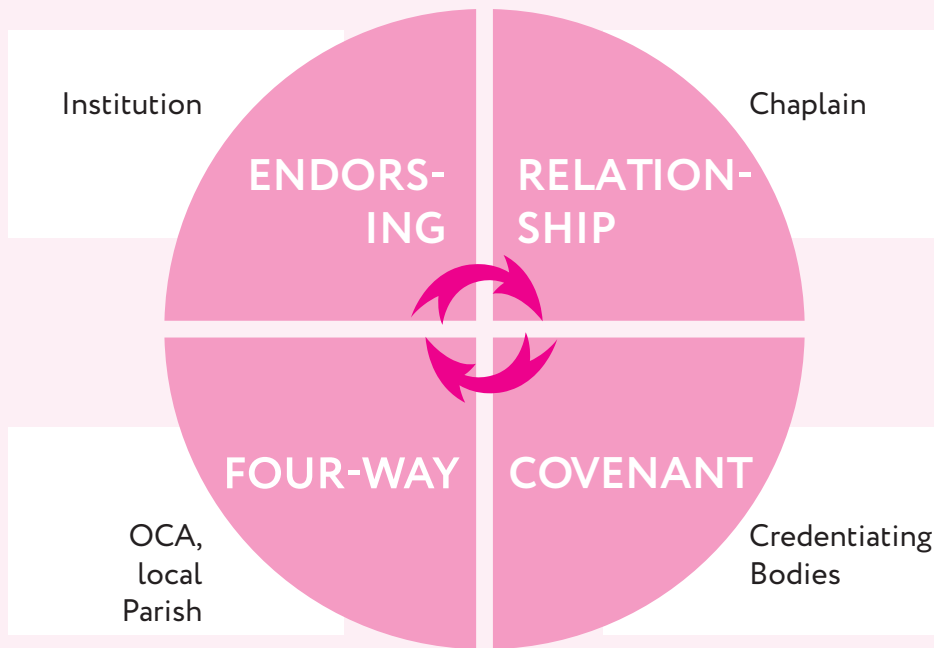 Institution
Chaplain
ENDORS-
ING
RELATION-
SHIP
FOUR-WAY
COVENANT
OCA,
local
Parish
Credentiating
Bodies